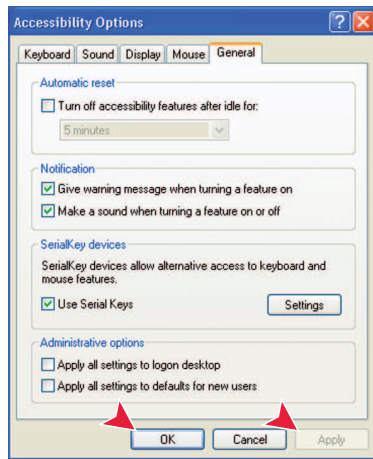 Accessibility Options
Keyboard Sound Display Mouse General
Automatic reset
Turn off accessibility features after idle for:
5 minutes
Notification
Give warning message when turning a feature on
Make a sound when turning a feature on or off
SerialKey devices
SerialKey devices allow alternative access to keyboard and
mouse features.
Use Serial Keys Settings
Administrative options
Apply all settings to logon desktop
Apply all settings to defaults for new users
OK Cancel Apply